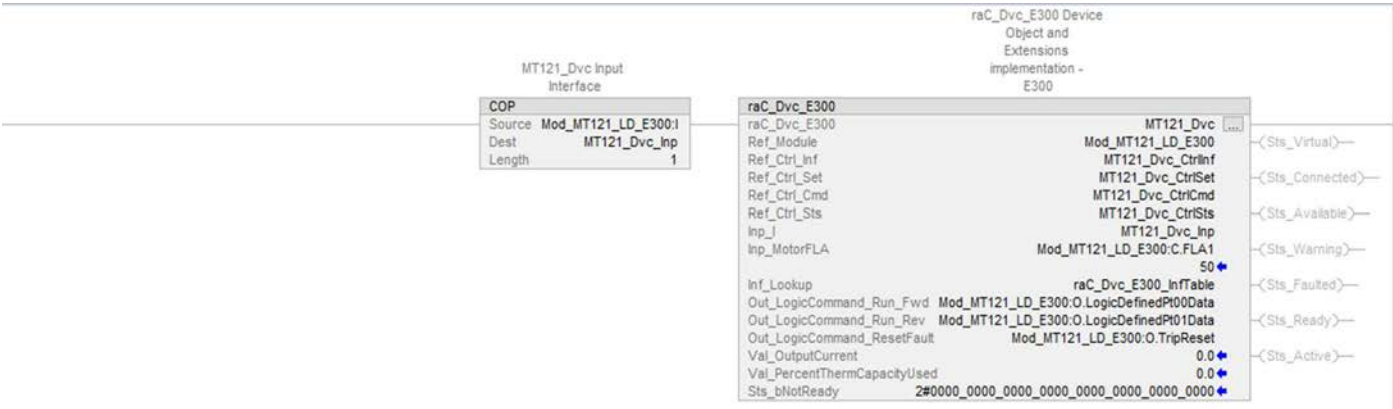 raC_Dvc_E300 Device
Object and
Extensions
implementation -
E300
MT121_Dvc Input
Interface
COP
Source Mod_MT121_LD_E300:I
Dest MT121_Dvc_Inp
Length 1
raC_Dvc_E300
raC_Dvc_E300 MT121_Dvc ...
Ref_Module Mod_MT121_LD_E300 (Sts_Virtual)
Ref_Ctrl_Inf MT121_Dvc_CtrlInf
Ref_Ctrl_Set MT121_Dvc_CtrlSet (Sts_Connected)
Ref_Ctrl_Cmd MT121_Dvc_CtrlCmd
Ref_Ctrl_Sts MT121_Dvc_CtrlSts (Sts_Available)
Inp_I MT121_Dvc_Inp
Inp_MotorFLA Mod_MT121_LD_E300:C.FLA1 (Sts_Warning)
50
Inf_Lookup raC_Dvc_E300_InfTable (Sts_Faulted)
Out_LogicCommand_Run_Fwd Mod_MT121_LD_E300:O.LogicDefinedPt00Data
Out_LogicCommand_Run_Rev Mod_MT121_LD_E300:O.LogicDefinedPt01Data (Sts_Ready)
Out_LogicCommand_ResetFault Mod_MT121_LD_E300:O.TripReset
Val_OutputCurrent 0.0 (Sts_Active)
Val_PercentThermCapacityUsed 0.0
Sts_bNotReady 2#0000_0000_0000_0000_0000_0000_0000_0000